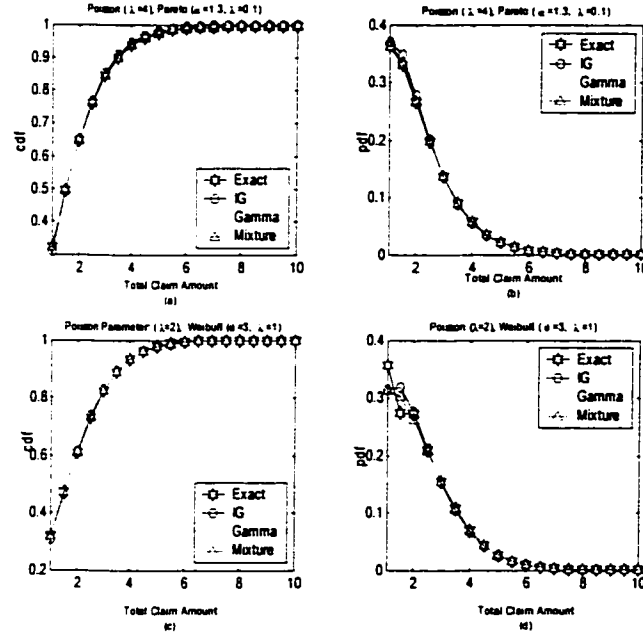 Poisson (λ=4), Pareto (α=1.3, λ=0.1)
1
0.9
0.8
0.7
0.6
0.5
0.4
cdf
Exact
IG
Gamma
Mixture
2 4 6 8 10
Total Claim Amount
(a)
Poisson (λ=4), Pareto (α=1.3, λ=0.1)
0.4
0.3
0.2
0.1
0
pdf
Exact
IG
Gamma
Mixture
2 4 6 8 10
Total Claim Amount
(b)
Poisson Parameter (λ=2), Weibull (α=3, λ=1)
1
0.8
0.6
0.4
0.2
cdf
Exact
IG
Gamma
Mixture
2 4 6 8 10
Total Claim Amount
(c)
Poisson (λ=2), Weibull (α=3, λ=1)
0.4
0.3
0.2
0.1
0
pdf
Exact
IG
Gamma
Mixture
2 4 6 8 10
Total Claim Amount
(d)